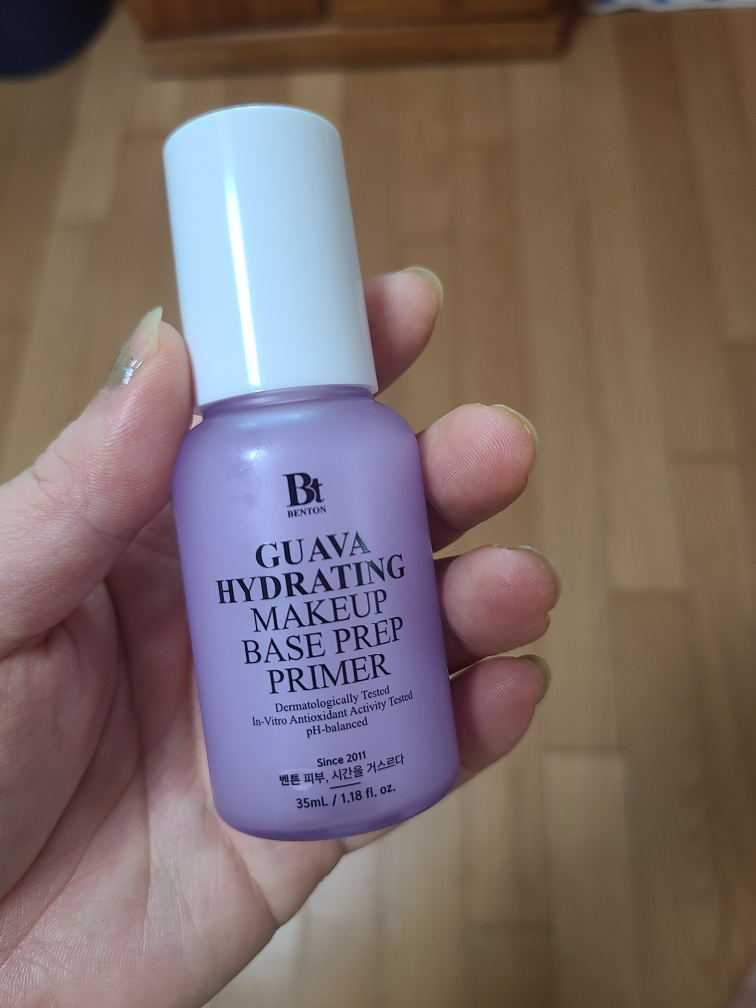 Bt
BENTON
GUAVA
HYDRATING
MAKEUP
BASE PREP
PRIMER
Dermatologically Tested
In-Vitro Antioxidant Activity Tested
pH-balanced
Since 2011
벤튼 피부, 시간을 거스르다
35mL / 1.18 fl. oz.